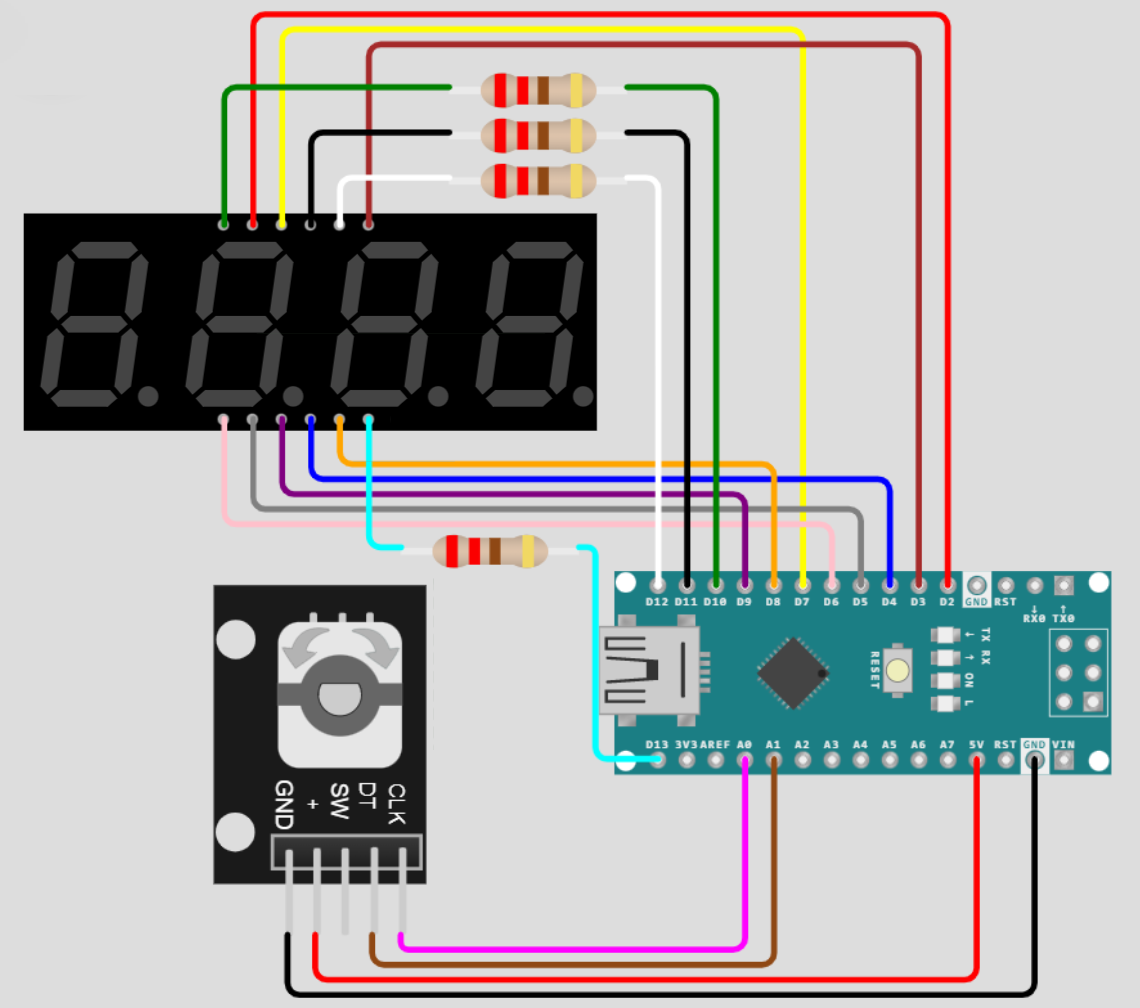 D12 D11 D10 D9 D8 D7 D6 D5 D4 D3 D2 GND RST
↓ ↑
RX0 TX0
RESET
TX
RX
ON
L
↓
↑
D13 3V3 AREF A0 A1 A2 A3 A4 A5 A6 A7 5V RST GND VIN
GND + SW DT CLK